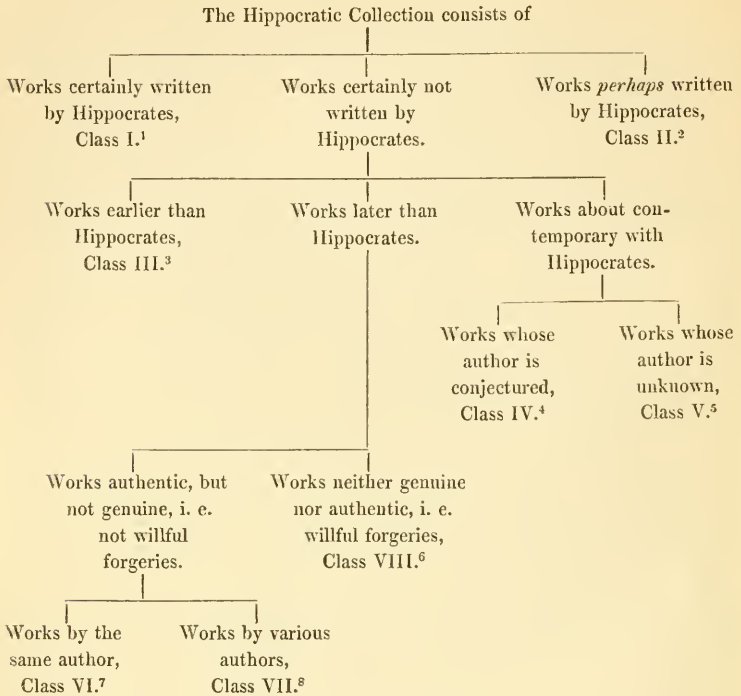 The Hippocratic Collection consists of
Works certainly written
by Hippocrates,
Class I.¹
Works certainly not
written by
Hippocrates.
Works perhaps written
by Hippocrates,
Class II.²
Works earlier than
Hippocrates,
Class III.³
Works later than
Hippocrates.
Works about con-
temporary with
Hippocrates.
Works whose
author is
conjectured,
Class IV.⁴
Works whose
author is
unknown,
Class V.⁵
Works authentic, but
not genuine, i. e.
not willful
forgeries.
Works neither genuine
nor authentic, i. e.
willful forgeries,
Class VIII.⁶
Works by the
same author,
Class VI.⁷
Works by various
authors,
Class VII.⁸